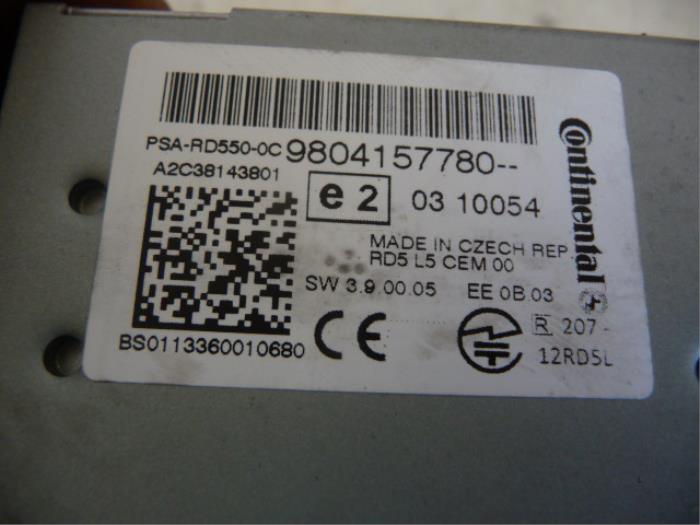 PSA-RD550-0C 9804157780--
A2C38143801
e2 03 10054
Continental
MADE IN CZECH REP
RD5 L5 CEM 00
SW 3.9 00.05 EE 0B.03
BS0113360010680
CE
R 207 -
12RD5L